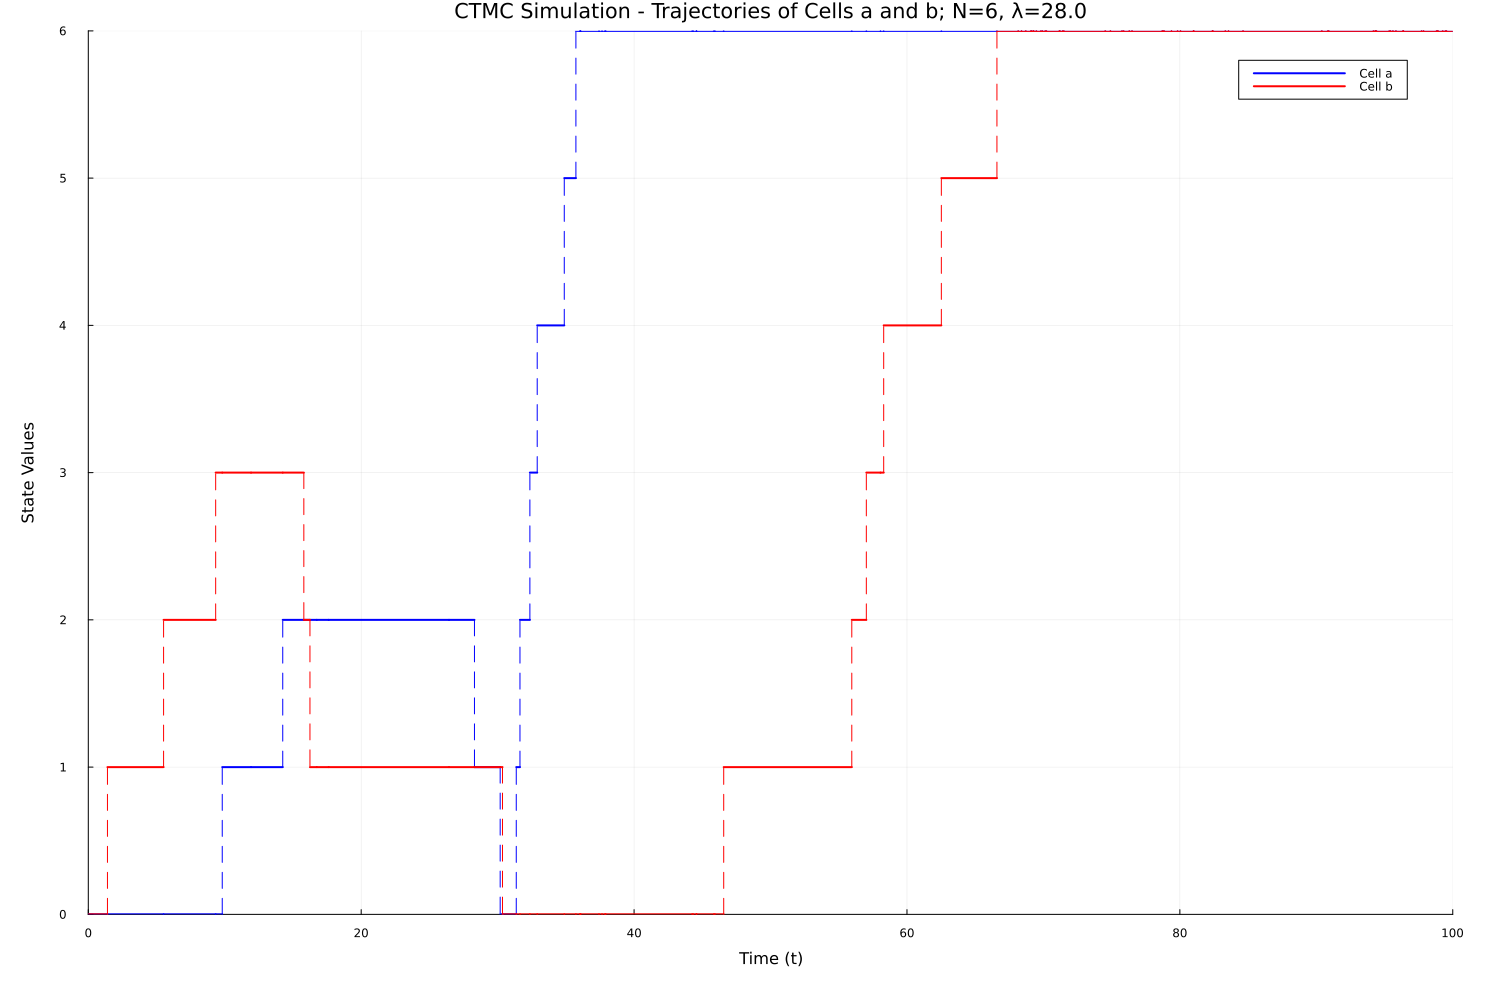 CTMC Simulation - Trajectories of Cells a and b; N=6, λ=28.0
6
Cell a
Cell b
5
4
State Values
3
2
1
0
0 20 40 60 80 100
Time (t)